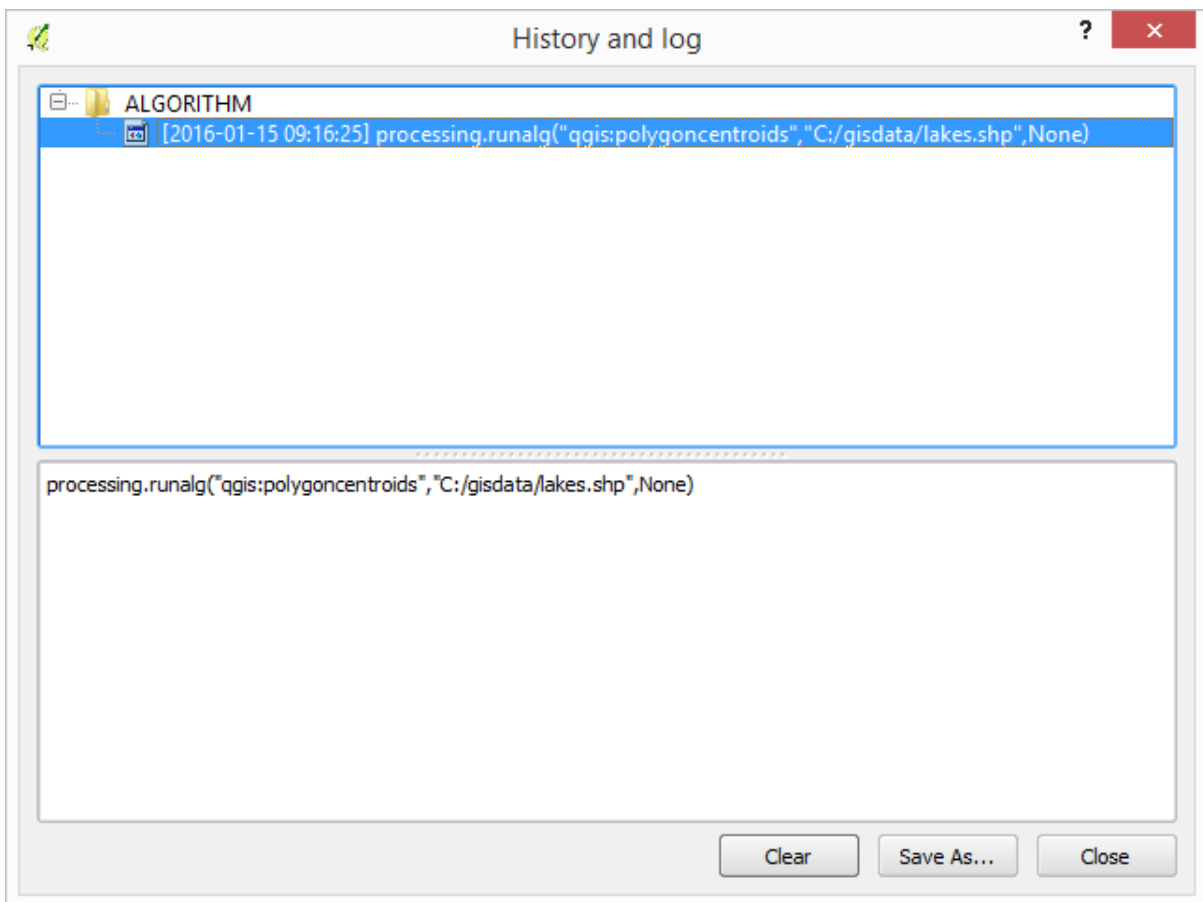 History and log
?
ALGORITHM
[2016-01-15 09:16:25] processing.runalg("qgis:polygoncentroids","C:/gisdata/lakes.shp",None)
processing.runalg("qgis:polygoncentroids","C:/gisdata/lakes.shp",None)
Clear
Save As...
Close